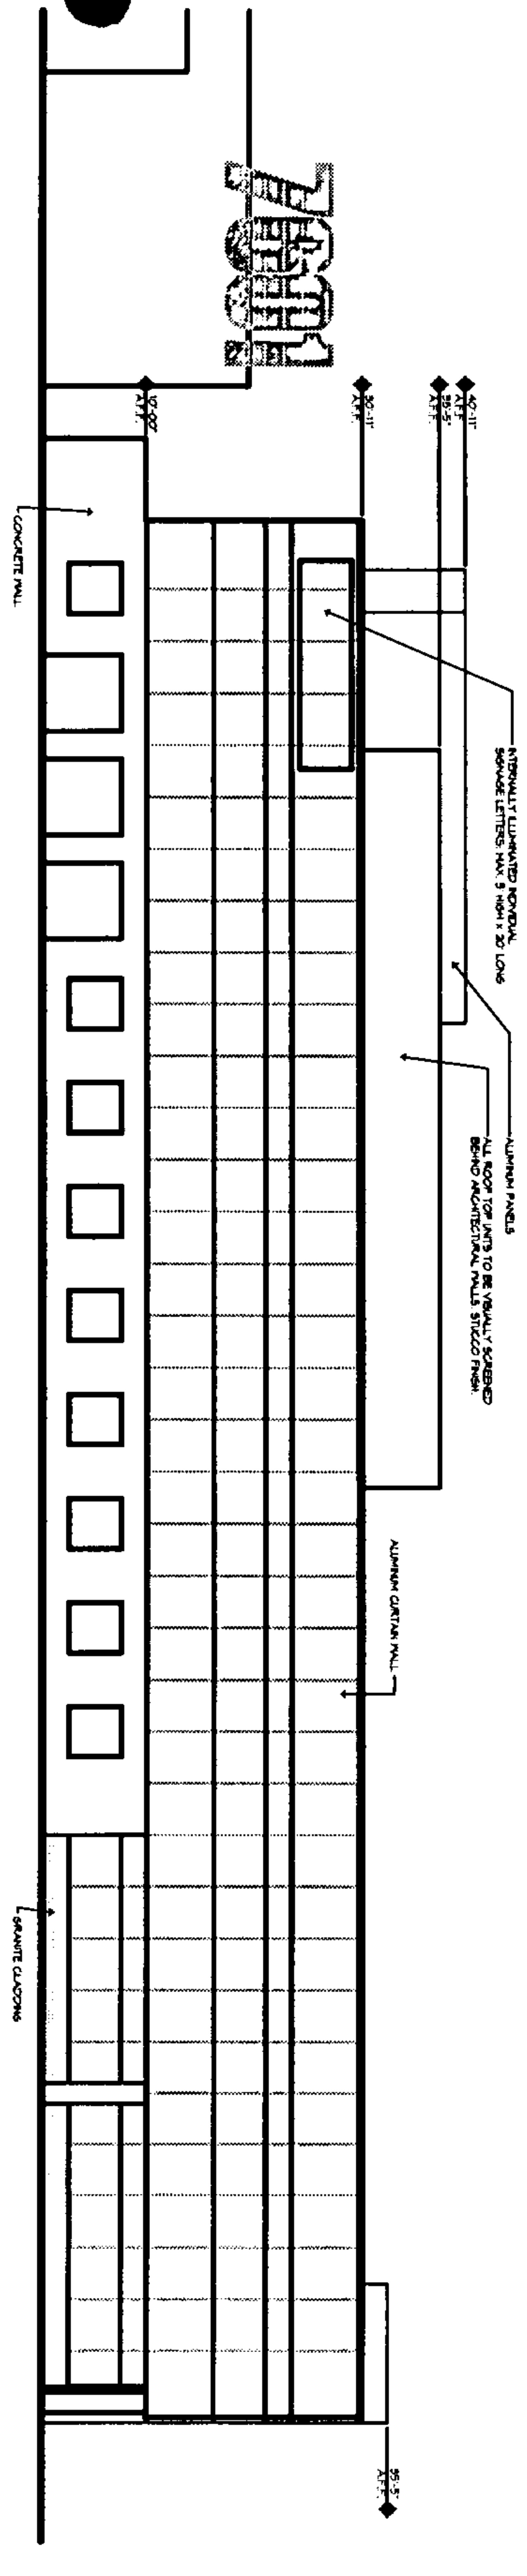 10'-00"
A.F.F.
30'-11"
A.F.F.
35'-5"
A.F.F.
40'-11"
A.F.F.
INTERNALLY ILLUMINATED INDIVIDUAL
SIGNAGE LETTERS: MAX. 5' HIGH X 20' LONG
ALUMINUM PANELS
ALL ROOF TOP UNITS TO BE VISUALLY SCREENED
BEHIND ARCHITECTURAL WALLS. STUCCO FINISH.
ALUMINUM CURTAIN WALL
CONCRETE WALL
GRANITE CLADDING
A.F.F.